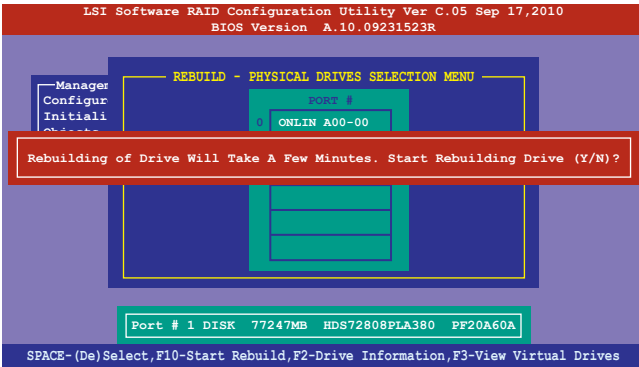 LSI Software RAID Configuration Utility Ver C.05 Sep 17,2010
BIOS Version A.10.09231523R
REBUILD - PHYSICAL DRIVES SELECTION MENU
Managem
Configur
PORT #
Initiali
0 ONLIN A00-00
Rebuilding of Drive Will Take A Few Minutes. Start Rebuilding Drive (Y/N)?
Port # 1 DISK 77247MB HDS72808PLA380 PF20A60A
SPACE-(De)Select,F10-Start Rebuild,F2-Drive Information,F3-View Virtual Drives